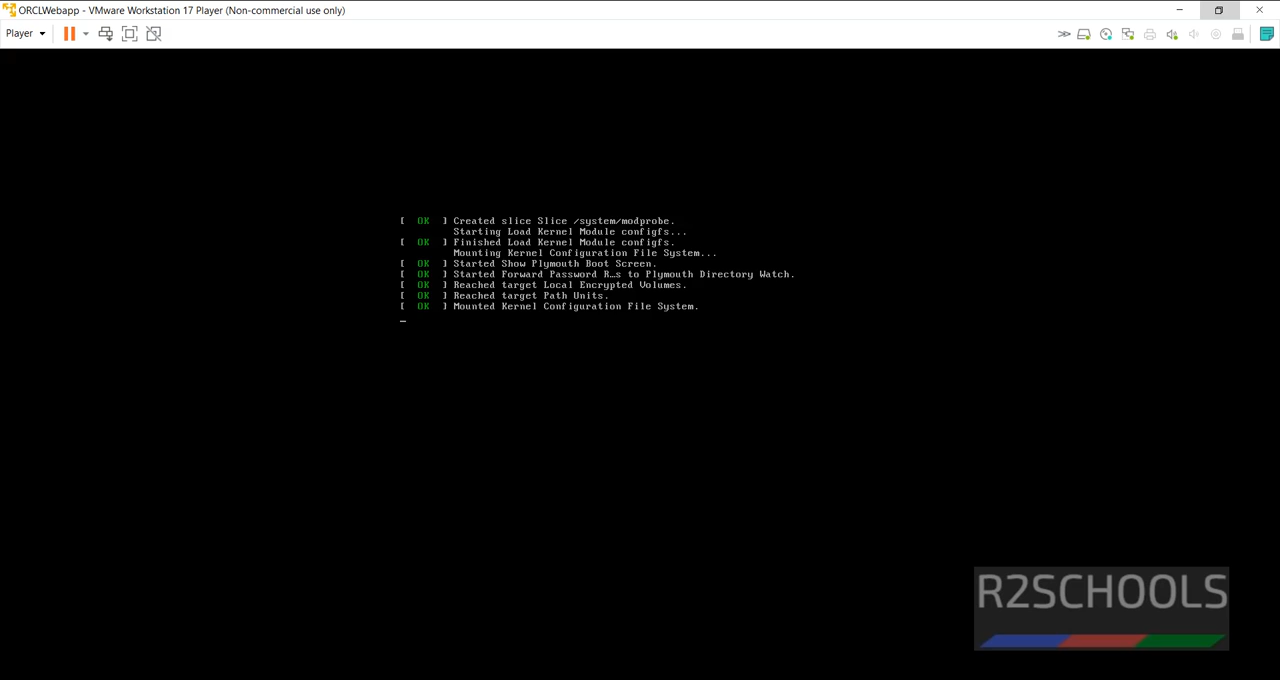 ORCLWebapp - VMware Workstation 17 Player (Non-commercial use only)
Player
[  OK  ] Created slice Slice /system/modprobe.
Starting Load Kernel Module configfs...
[  OK  ] Finished Load Kernel Module configfs.
Mounting Kernel Configuration File System...
[  OK  ] Started Show Plymouth Boot Screen.
[  OK  ] Started Forward Password R…s to Plymouth Directory Watch.
[  OK  ] Reached target Local Encrypted Volumes.
[  OK  ] Reached target Path Units.
[  OK  ] Mounted Kernel Configuration File System.
_
R2SCHOOLS